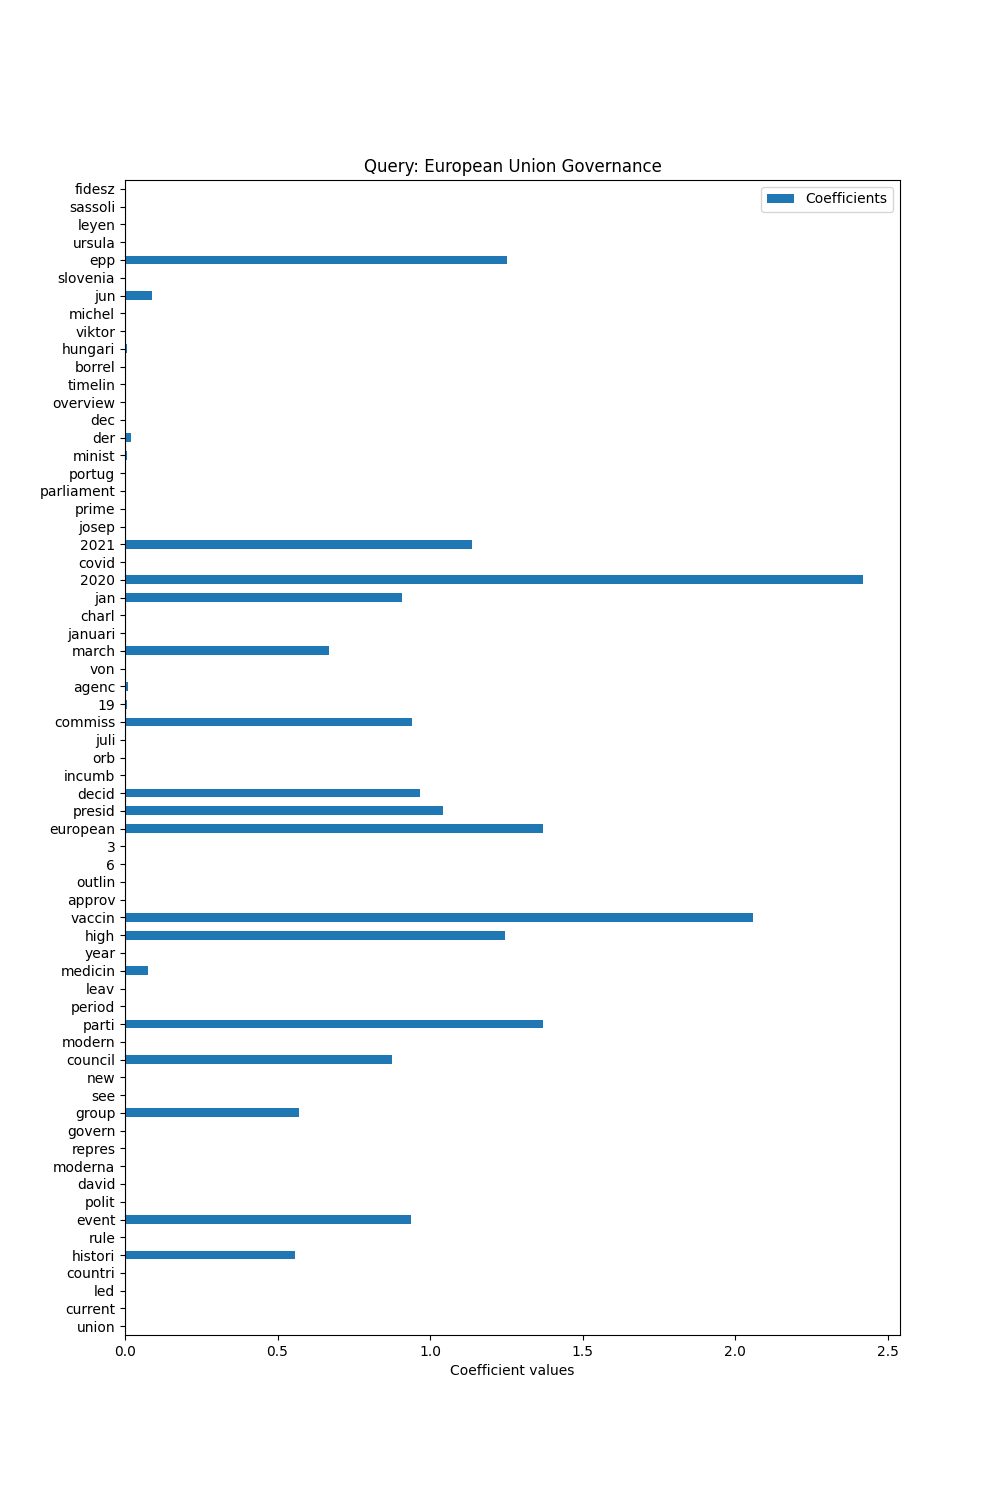 Query: European Union Governance
Coefficients
fidesz
sassoli
leyen
ursula
epp
slovenia
jun
michel
viktor
hungari
borrel
timelin
overview
dec
der
minist
portug
parliament
prime
josep
2021
covid
2020
jan
charl
januari
march
von
agenc
19
commiss
juli
orb
incumb
decid
presid
european
3
6
outlin
approv
vaccin
high
year
medicin
leav
period
parti
modern
council
new
see
group
govern
repres
moderna
david
polit
event
rule
histori
countri
led
current
union
0.0 0.5 1.0 1.5 2.0 2.5
Coefficient values